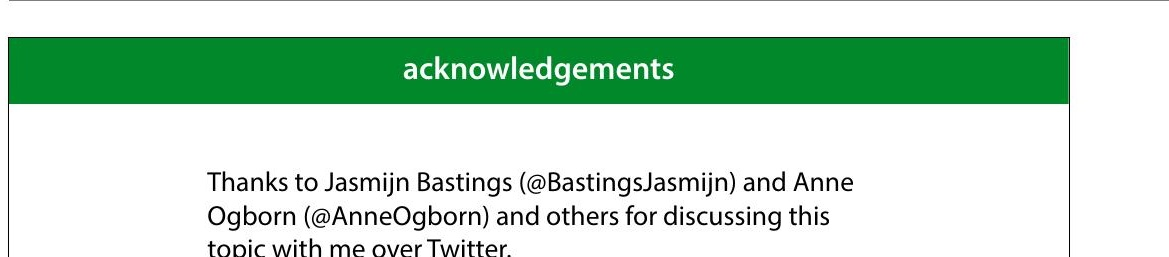 acknowledgements
Thanks to Jasmijn Bastings (@BastingsJasmijn) and Anne
Ogborn (@AnneOgborn) and others for discussing this
topic with me over Twitter.